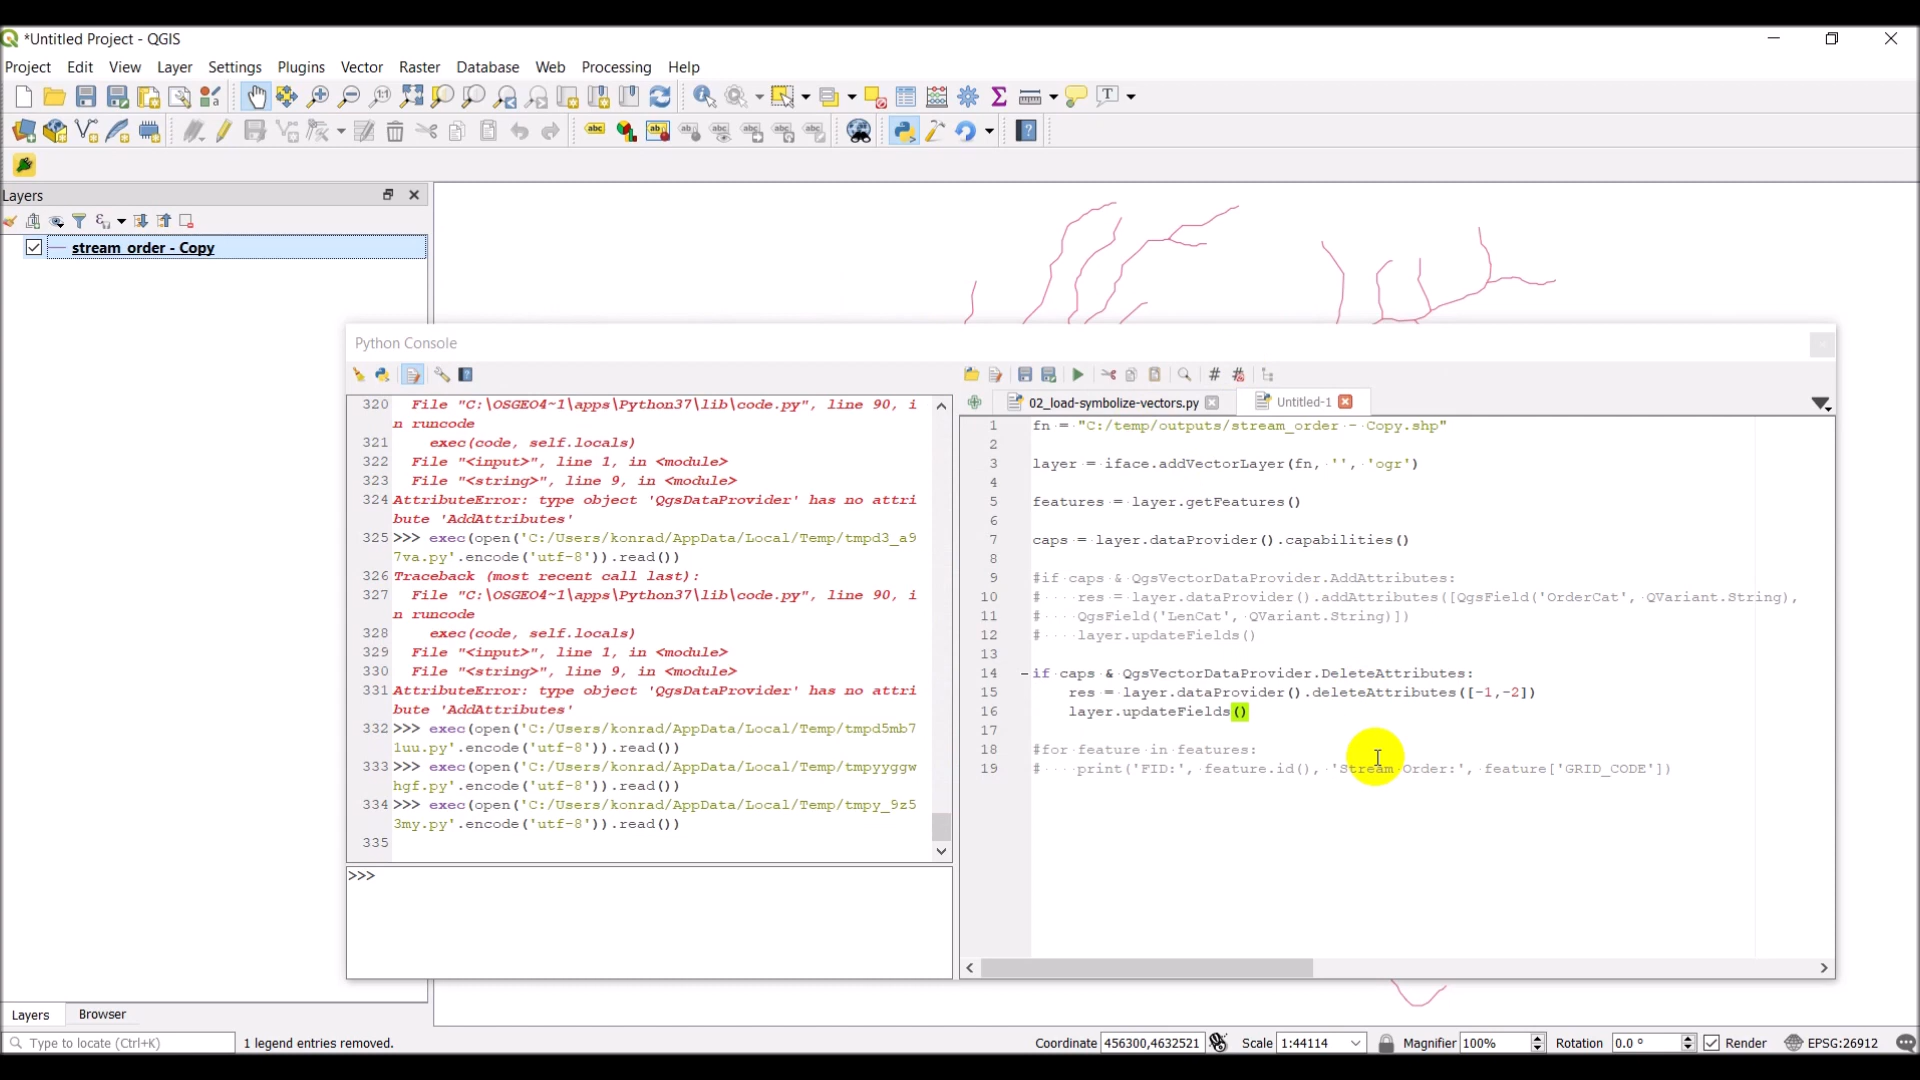 *Untitled Project - QGIS
Project Edit View Layer Settings Plugins Vector Raster Database Web Processing Help
Layers
stream_order - Copy
Python Console
320 File "C:\OSGEO4~1\apps\Python37\lib\code.py", line 90, i
n runcode
321 exec(code, self.locals)
322 File "<input>", line 1, in <module>
323 File "<string>", line 9, in <module>
324 AttributeError: type object 'QgsDataProvider' has no attri
bute 'AddAttributes'
325 >>> exec(open('C:/Users/konrad/AppData/Local/Temp/tmpd3_a9
7va.py'.encode('utf-8')).read())
326 Traceback (most recent call last):
327 File "C:\OSGEO4~1\apps\Python37\lib\code.py", line 90, i
n runcode
328 exec(code, self.locals)
329 File "<input>", line 1, in <module>
330 File "<string>", line 9, in <module>
331 AttributeError: type object 'QgsDataProvider' has no attri
bute 'AddAttributes'
332 >>> exec(open('C:/Users/konrad/AppData/Local/Temp/tmpd5mb7
1uu.py'.encode('utf-8')).read())
333 >>> exec(open('C:/Users/konrad/AppData/Local/Temp/tmpyyggw
hgf.py'.encode('utf-8')).read())
334 >>> exec(open('C:/Users/konrad/AppData/Local/Temp/tmpy_9z5
3my.py'.encode('utf-8')).read())
335
>>>
02_load-symbolize-vectors.py Untitled-1
1 fn = "C:/temp/outputs/stream_order - Copy.shp"
2
3 layer = iface.addVectorLayer(fn, '', 'ogr')
4
5 features = layer.getFeatures()
6
7 caps = layer.dataProvider().capabilities()
8
9 #if caps & QgsVectorDataProvider.AddAttributes:
10 # res = layer.dataProvider().addAttributes([QgsField('OrderCat', QVariant.String),
11 # QgsField('LenCat', QVariant.String)])
12 # layer.updateFields()
13
14 if caps & QgsVectorDataProvider.DeleteAttributes:
15 res = layer.dataProvider().deleteAttributes([-1,-2])
16 layer.updateFields()
17
18 #for feature in features:
19 # print('FID:', feature.id(), 'Stream Order:', feature['GRID_CODE'])
Layers Browser
Type to locate (Ctrl+K) 1 legend entries removed. Coordinate 456300,4632521 Scale 1:44114 Magnifier 100% Rotation 0.0 ° Render EPSG:26912